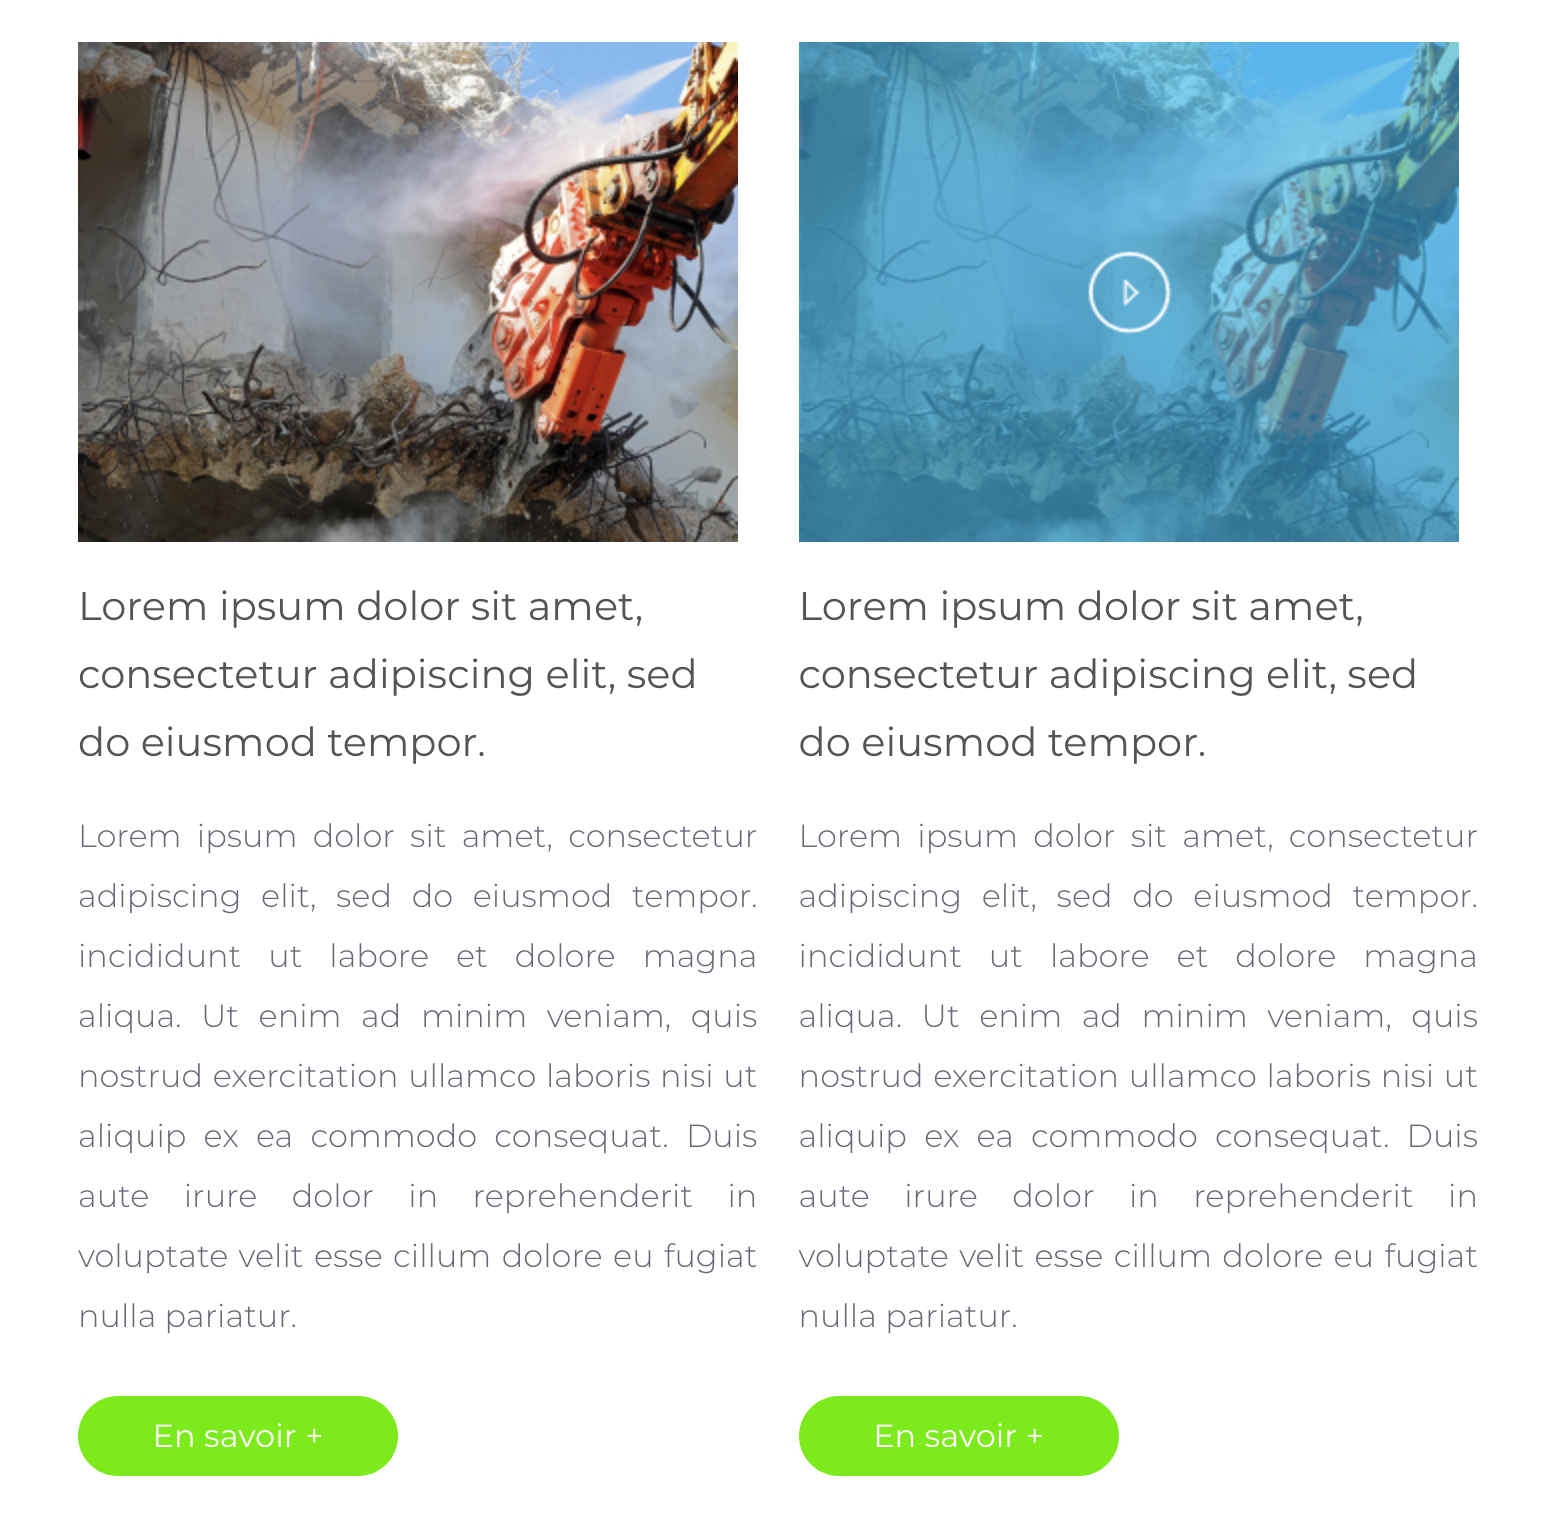 Lorem ipsum dolor sit amet,
consectetur adipiscing elit, sed
do eiusmod tempor.
Lorem ipsum dolor sit amet, consectetur
adipiscing elit, sed do eiusmod tempor.
incididunt ut labore et dolore magna
aliqua. Ut enim ad minim veniam, quis
nostrud exercitation ullamco laboris nisi ut
aliquip ex ea commodo consequat. Duis
aute irure dolor in reprehenderit in
voluptate velit esse cillum dolore eu fugiat
nulla pariatur.
En savoir +
Lorem ipsum dolor sit amet,
consectetur adipiscing elit, sed
do eiusmod tempor.
Lorem ipsum dolor sit amet, consectetur
adipiscing elit, sed do eiusmod tempor.
incididunt ut labore et dolore magna
aliqua. Ut enim ad minim veniam, quis
nostrud exercitation ullamco laboris nisi ut
aliquip ex ea commodo consequat. Duis
aute irure dolor in reprehenderit in
voluptate velit esse cillum dolore eu fugiat
nulla pariatur.
En savoir +